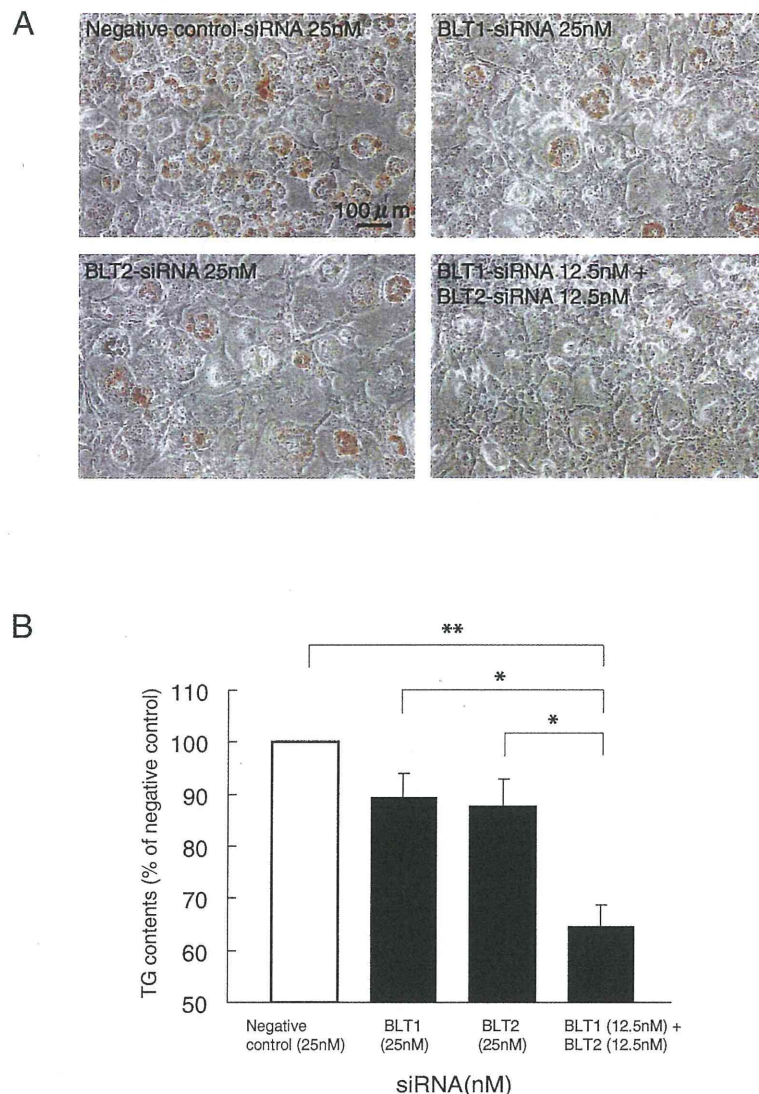 A
Negative control-siRNA 25nM
100μm
BLT1-siRNA 25nM
BLT2-siRNA 25nM
BLT1-siRNA 12.5nM +
BLT2-siRNA 12.5nM
B
**
*
*
TG contents (% of negative control)
110
100
90
80
70
60
50
Negative
control (25nM)
BLT1
(25nM)
BLT2
(25nM)
BLT1 (12.5nM) +
BLT2 (12.5nM)
siRNA(nM)